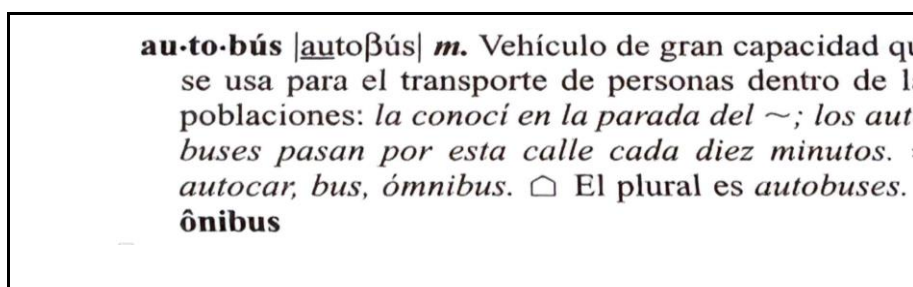 au·to·bús |autoβús| m. Vehículo de gran capacidad qu
se usa para el transporte de personas dentro de l
poblaciones: la conocí en la parada del ~; los aut
buses pasan por esta calle cada diez minutos.
autocar, bus, ómnibus. ⌂ El plural es autobuses.
ônibus